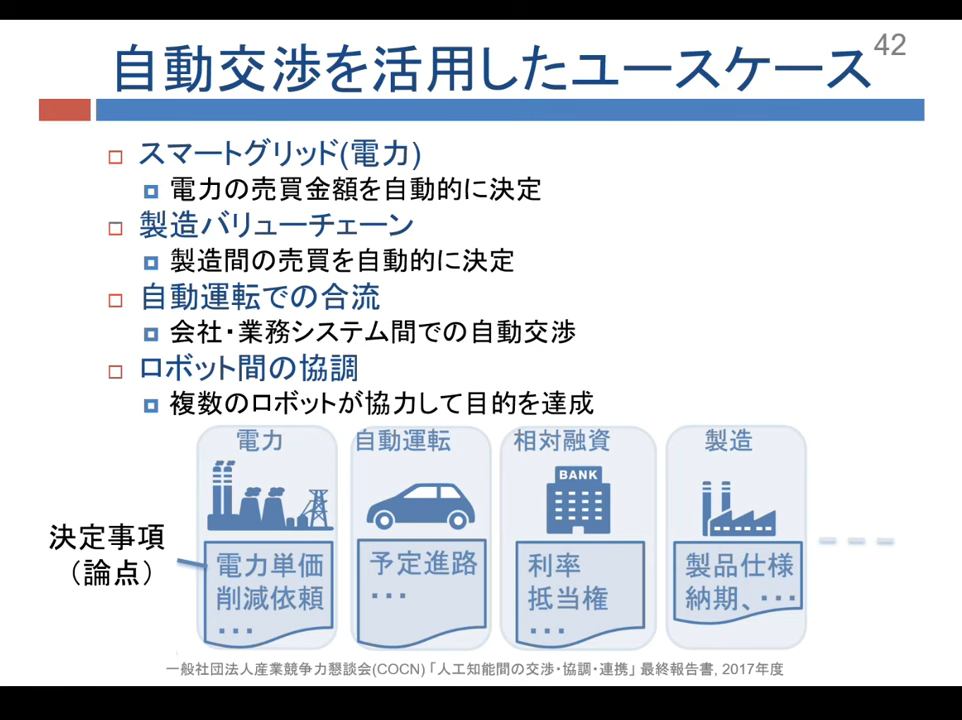 42
自動交渉を活用したユースケース
スマートグリッド(電力)
電力の売買金額を自動的に決定
製造バリューチェーン
製造間の売買を自動的に決定
自動運転での合流
会社・業務システム間での自動交渉
ロボット間の協調
複数のロボットが協力して目的を達成
電力
自動運転
相対融資
製造
BANK
決定事項
（論点）
電力単価
削減依頼
…
予定進路
…
利率
抵当権
…
製品仕様
納期、…
一般社団法人産業競争力懇談会(COCN)「人工知能間の交渉・協調・連携」最終報告書, 2017年度